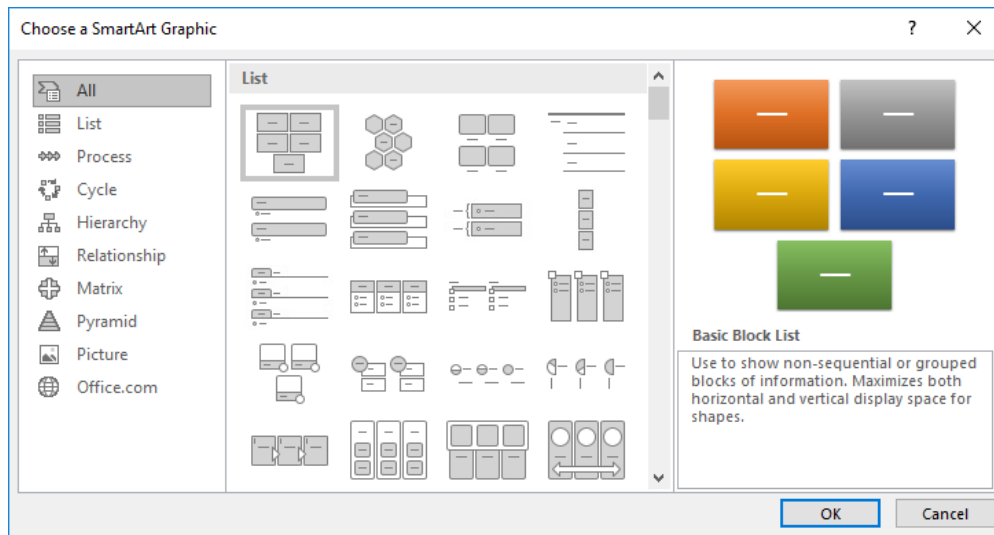 Choose a SmartArt Graphic
?
All
List
Process
Cycle
Hierarchy
Relationship
Matrix
Pyramid
Picture
Office.com
List
Basic Block List
Use to show non-sequential or grouped
blocks of information. Maximizes both
horizontal and vertical display space for
shapes.
OK
Cancel